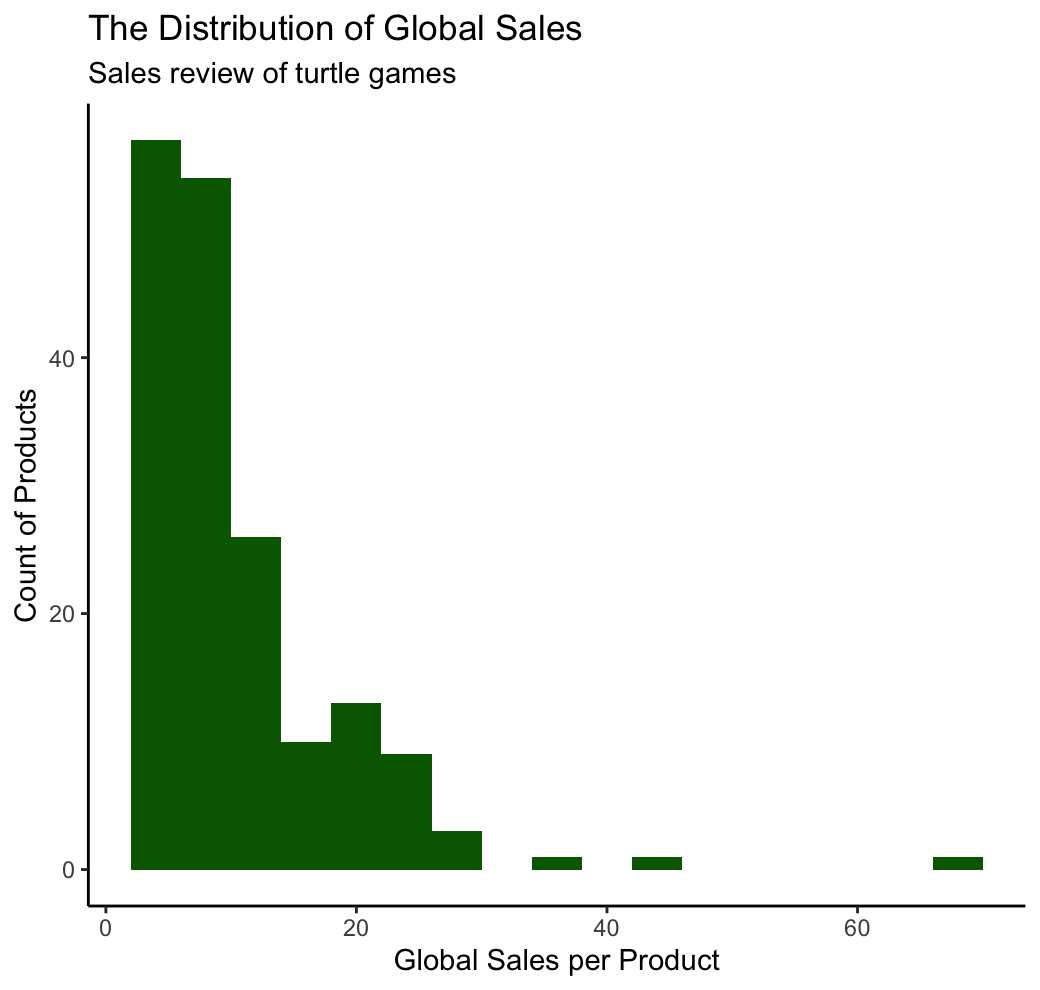 The Distribution of Global Sales
Sales review of turtle games
Count of Products
40
20
0
0 20 40 60
Global Sales per Product